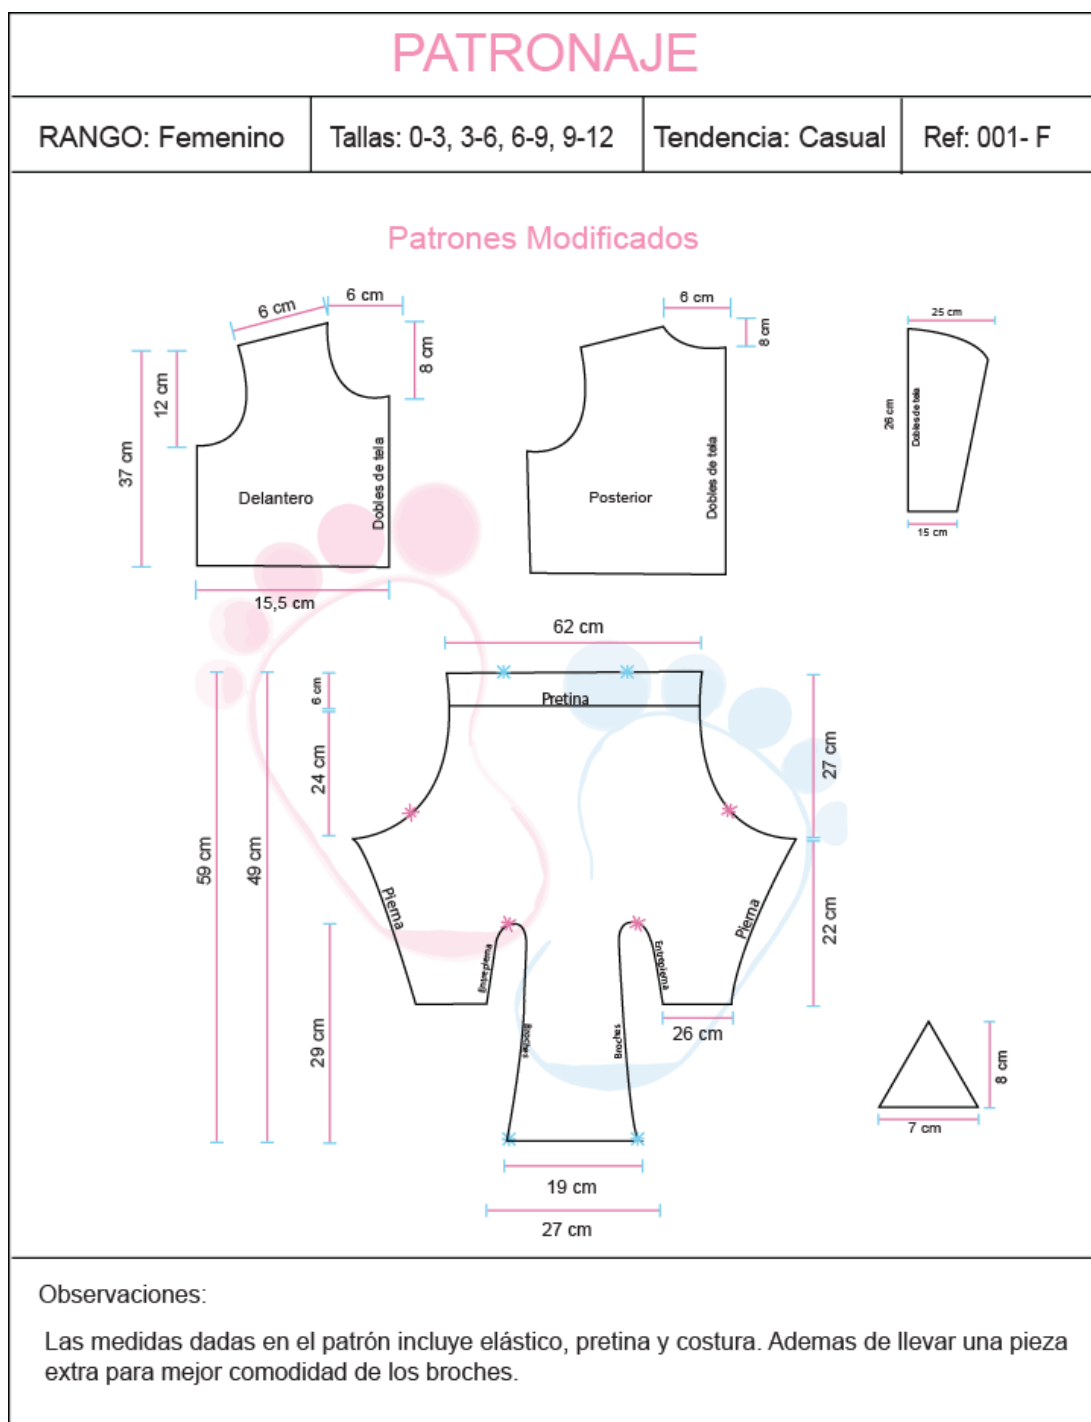 PATRONAJE
RANGO: Femenino
Tallas: 0-3, 3-6, 6-9, 9-12
Tendencia: Casual
Ref: 001- F
Patrones Modificados
6 cm
6 cm
8 cm
12 cm
37 cm
Delantero
Dobles de tela
15,5 cm
6 cm
8 cm
Posterior
Dobles de tela
25 cm
26 cm
Dobles de tela
15 cm
62 cm
6 cm
Pretina
24 cm
27 cm
59 cm
49 cm
Pierna
Pierna
22 cm
Entrepierna
Entrepierna
29 cm
Broches
Broches
26 cm
8 cm
7 cm
19 cm
27 cm
Observaciones:
Las medidas dadas en el patrón incluye elástico, pretina y costura. Ademas de llevar una pieza
extra para mejor comodidad de los broches.